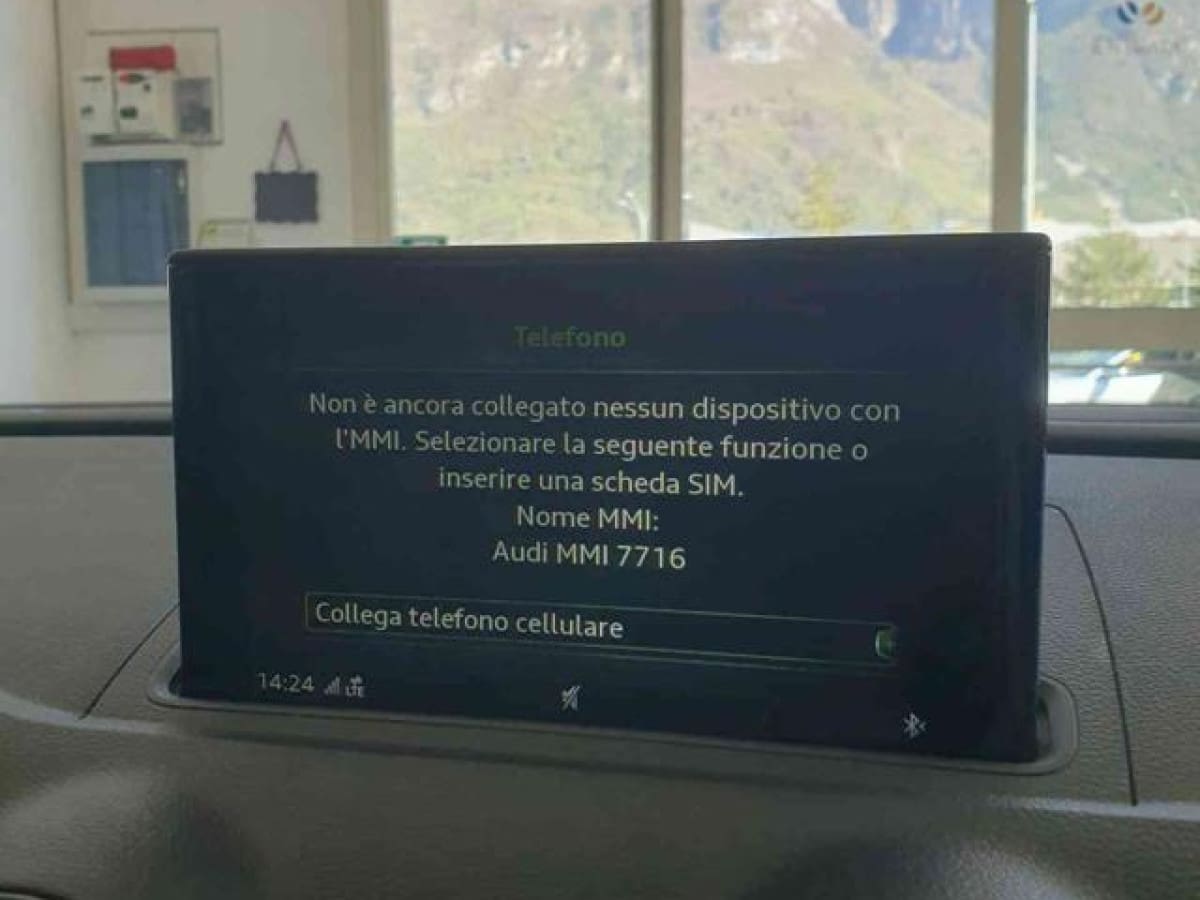 Telefono
Non è ancora collegato nessun dispositivo con
l'MMI. Selezionare la seguente funzione o
inserire una scheda SIM.
Nome MMI:
Audi MMI 7716
Collega telefono cellulare
14:24 LTE